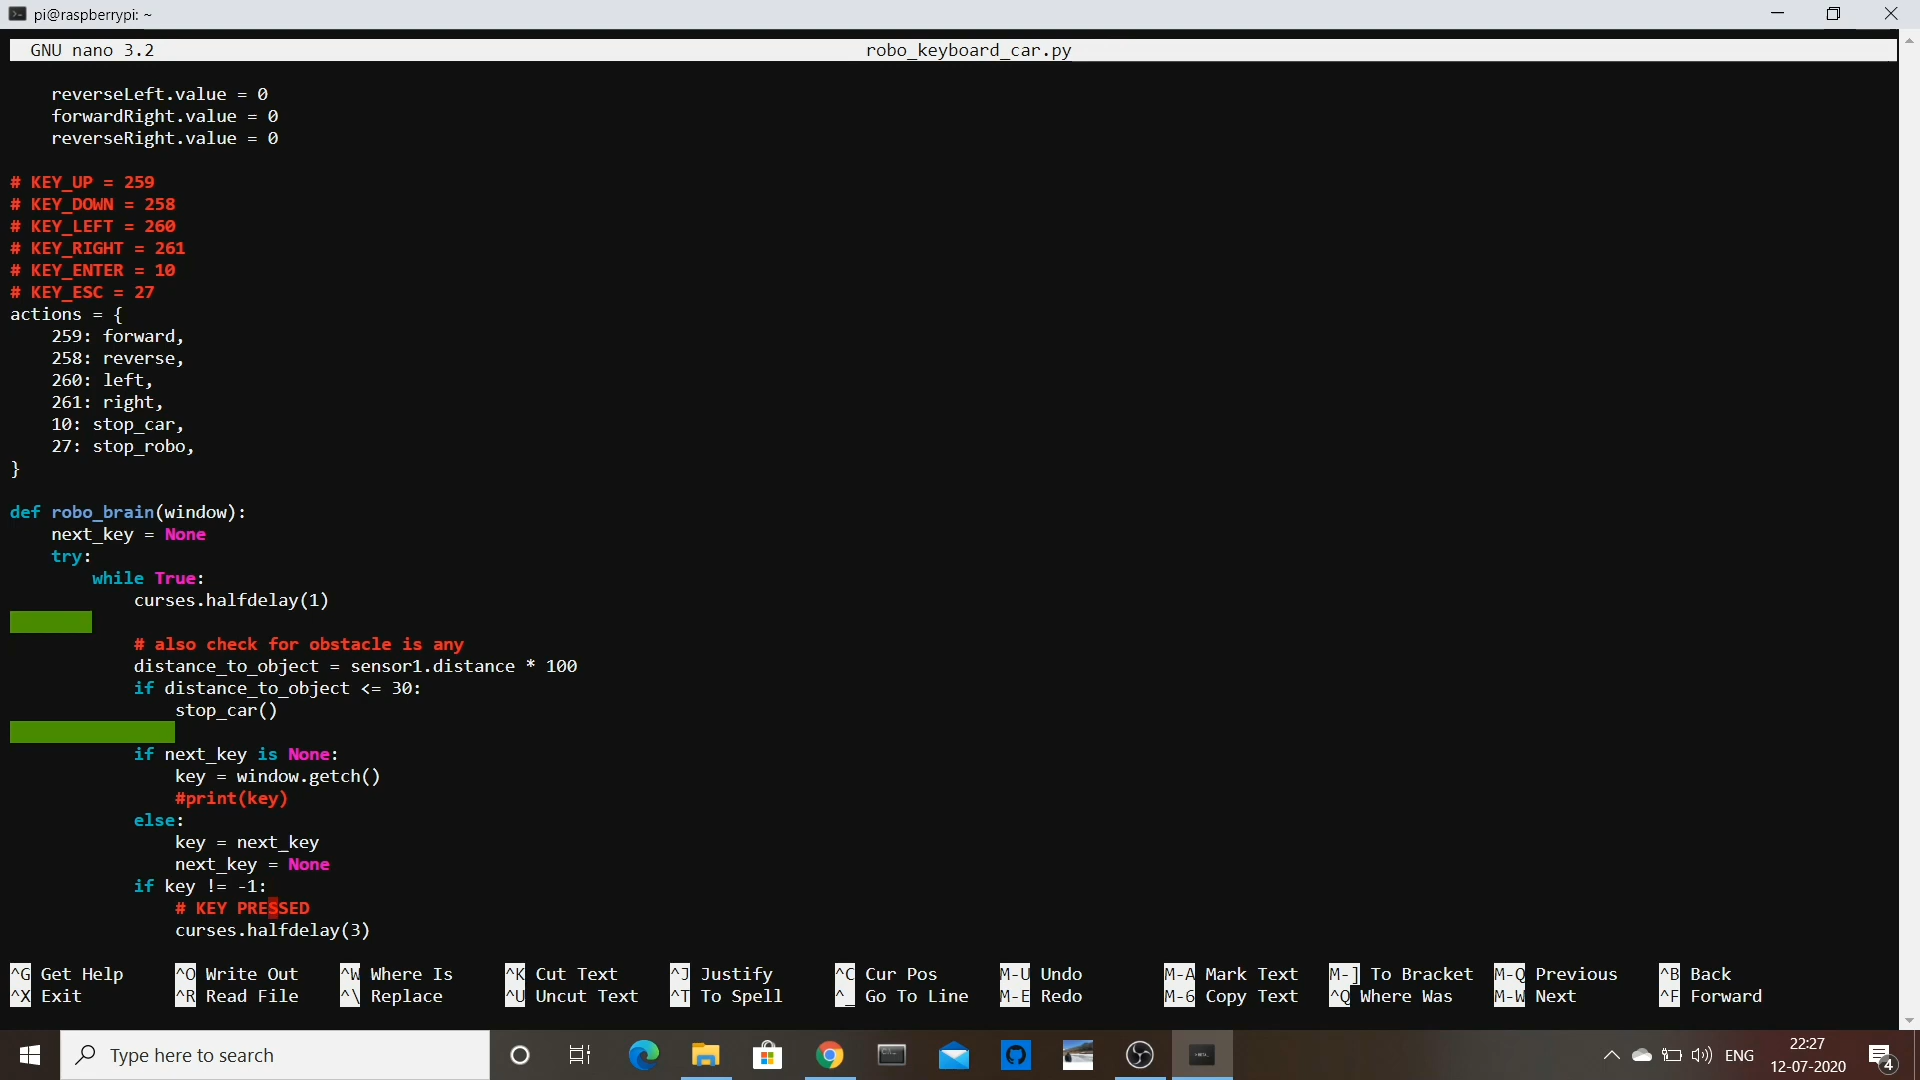 pi@raspberrypi: ~
GNU nano 3.2 robo_keyboard_car.py
reverseLeft.value = 0
forwardRight.value = 0
reverseRight.value = 0
# KEY_UP = 259
# KEY_DOWN = 258
# KEY_LEFT = 260
# KEY_RIGHT = 261
# KEY_ENTER = 10
# KEY_ESC = 27
actions = {
259: forward,
258: reverse,
260: left,
261: right,
10: stop_car,
27: stop_robo,
}
def robo_brain(window):
next_key = None
try:
while True:
curses.halfdelay(1)
# also check for obstacle is any
distance_to_object = sensor1.distance * 100
if distance_to_object <= 30:
stop_car()
if next_key is None:
key = window.getch()
#print(key)
else:
key = next_key
next_key = None
if key != -1:
# KEY PRESSED
curses.halfdelay(3)
^G Get Help ^O Write Out ^W Where Is ^K Cut Text ^J Justify ^C Cur Pos M-U Undo M-A Mark Text M-] To Bracket M-Q Previous ^B Back
^X Exit ^R Read File ^\ Replace ^U Uncut Text ^T To Spell ^_ Go To Line M-E Redo M-6 Copy Text ^Q Where Was M-W Next ^F Forward
Type here to search ENG 22:27
12-07-2020 4